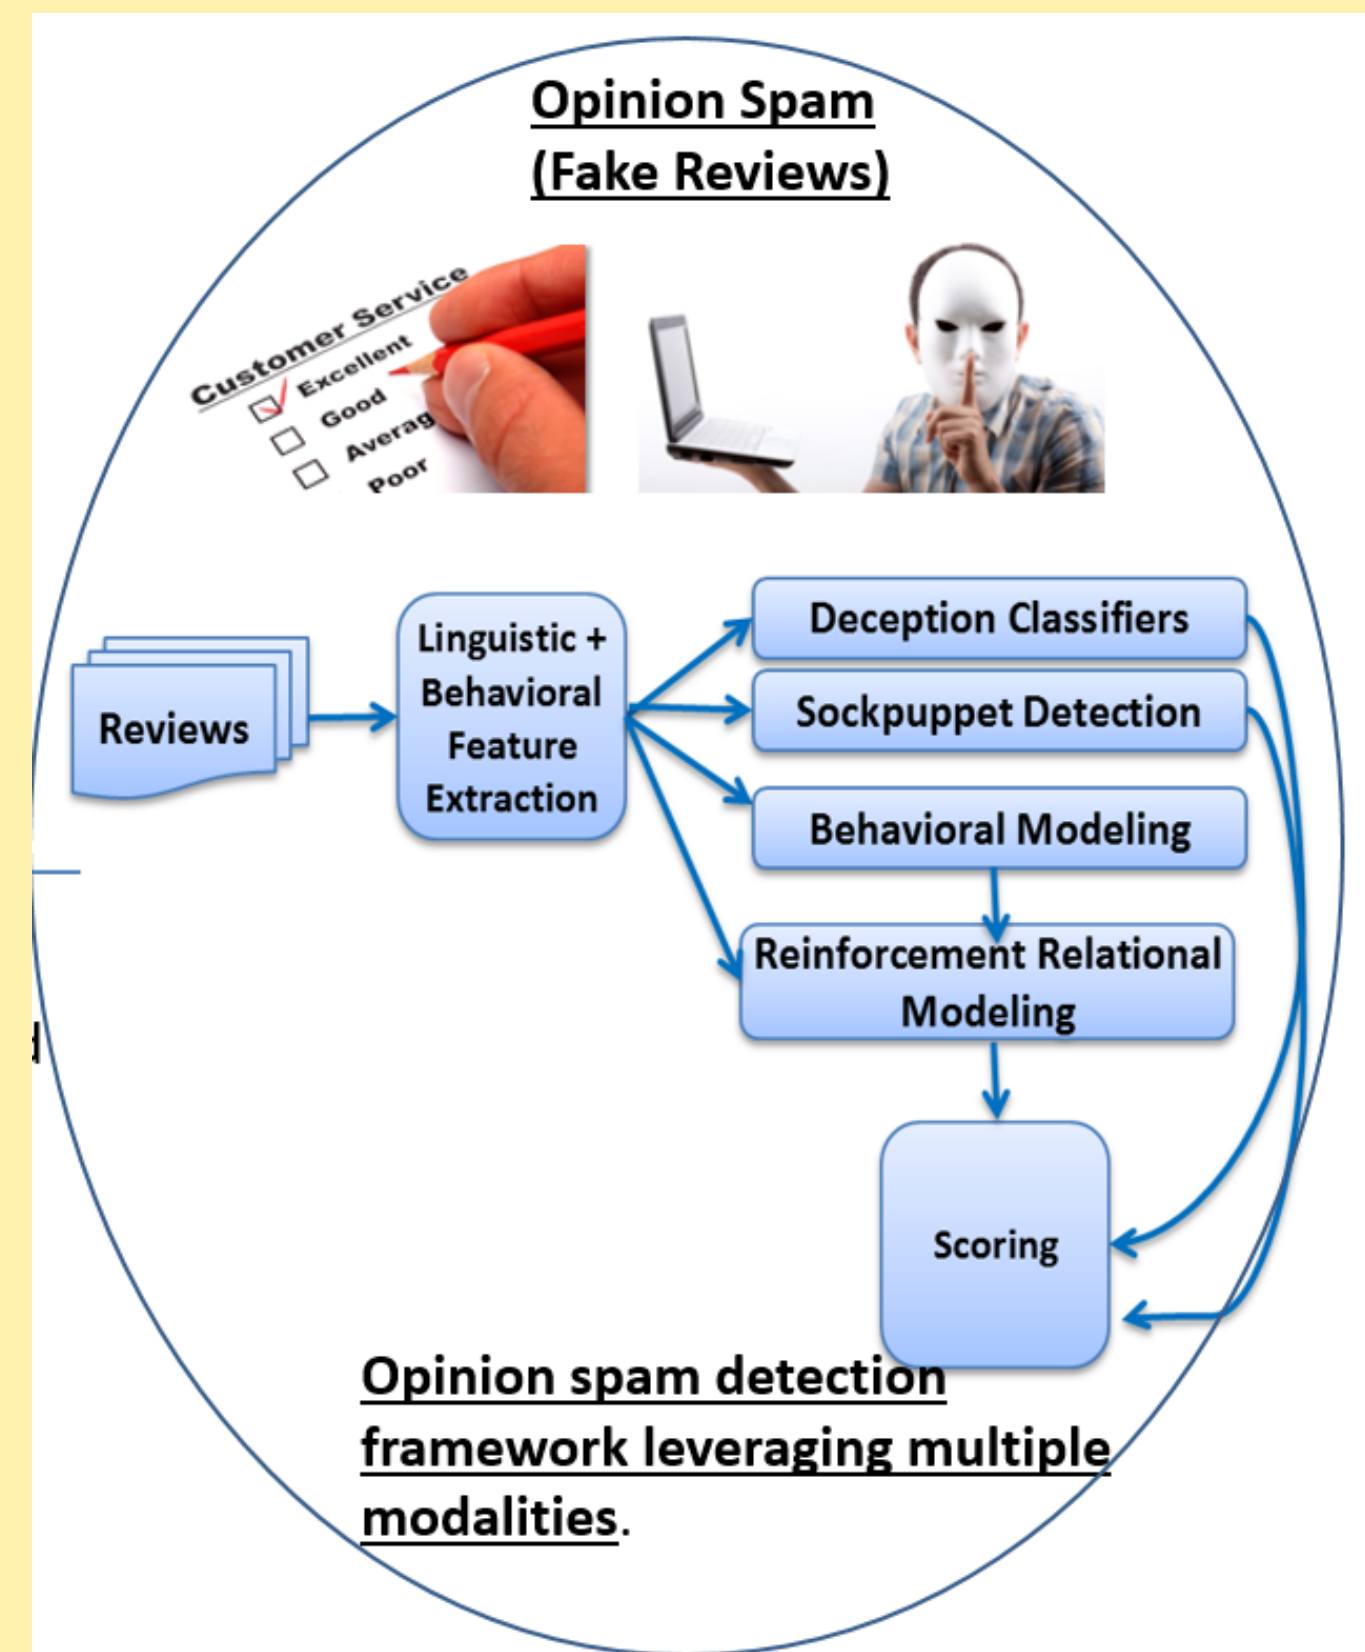 Opinion Spam
(Fake Reviews)
Customer Service
Excellent
Good
Averag
Poor
Reviews
Linguistic +
Behavioral
Feature
Extraction
Deception Classifiers
Sockpuppet Detection
Behavioral Modeling
Reinforcement Relational
Modeling
Scoring
Opinion spam detection
framework leveraging multiple
modalities.